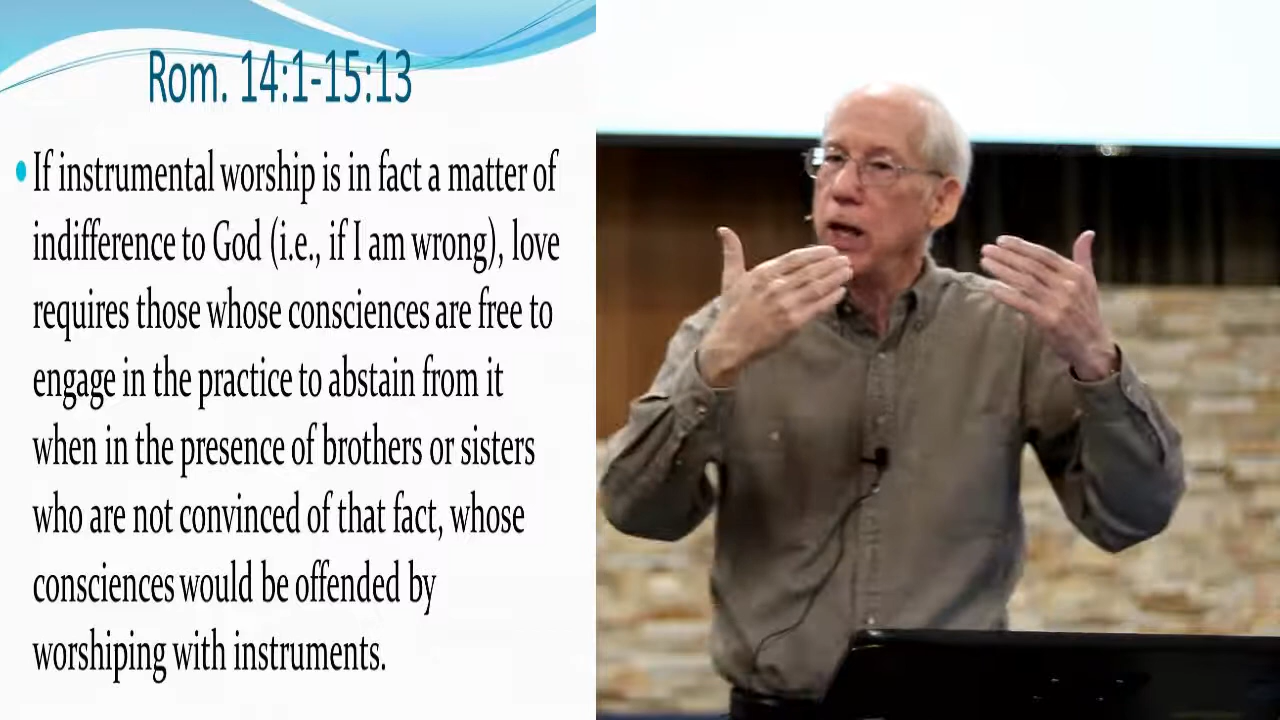 Rom. 14:1-15:13
If instrumental worship is in fact a matter of
indifference to God (i.e., if I am wrong), love
requires those whose consciences are free to
engage in the practice to abstain from it
when in the presence of brothers or sisters
who are not convinced of that fact, whose
consciences would be offended by
worshiping with instruments.